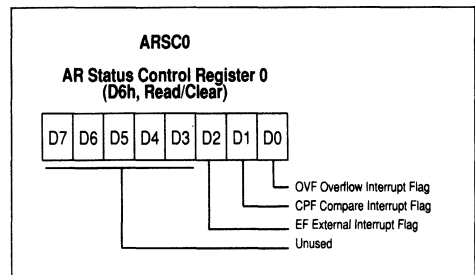 ARSC0
AR Status Control Register 0
(D6h, Read/Clear)
D7 D6 D5 D4 D3 D2 D1 D0
OVF Overflow Interrupt Flag
CPF Compare Interrupt Flag
EF External Interrupt Flag
Unused